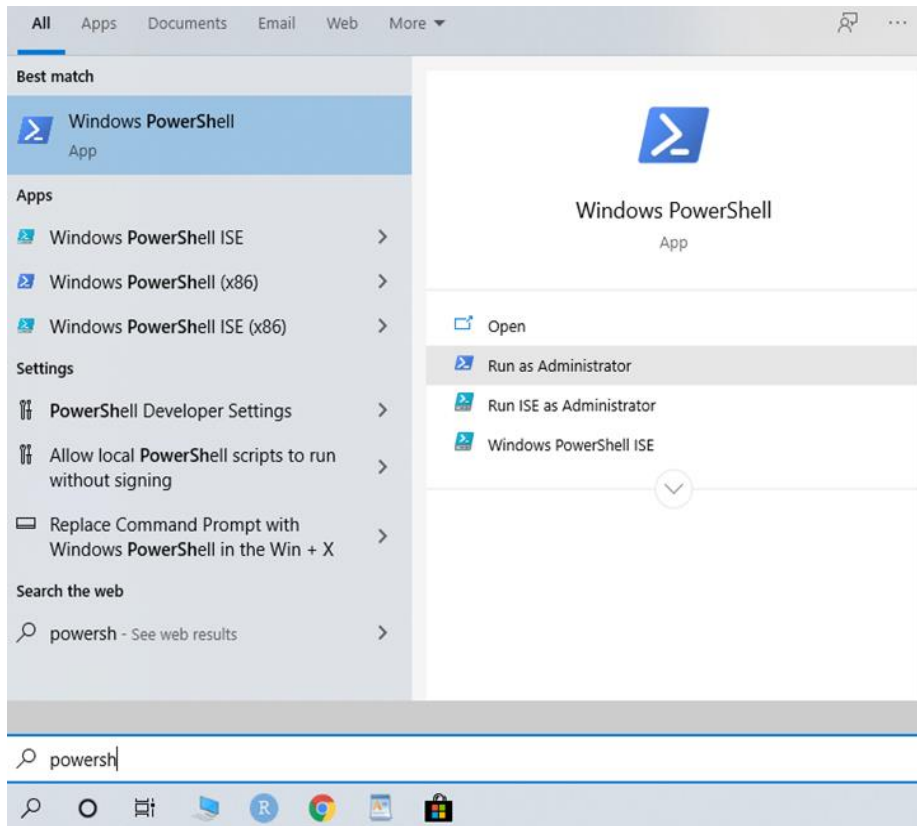 All Apps Documents Email Web More
Best match
Windows PowerShell
App
Apps
Windows PowerShell ISE
Windows PowerShell (x86)
Windows PowerShell ISE (x86)
Settings
PowerShell Developer Settings
Allow local PowerShell scripts to run
without signing
Replace Command Prompt with
Windows PowerShell in the Win + X
Search the web
powersh - See web results
Windows PowerShell
App
Open
Run as Administrator
Run ISE as Administrator
Windows PowerShell ISE
powersh
R